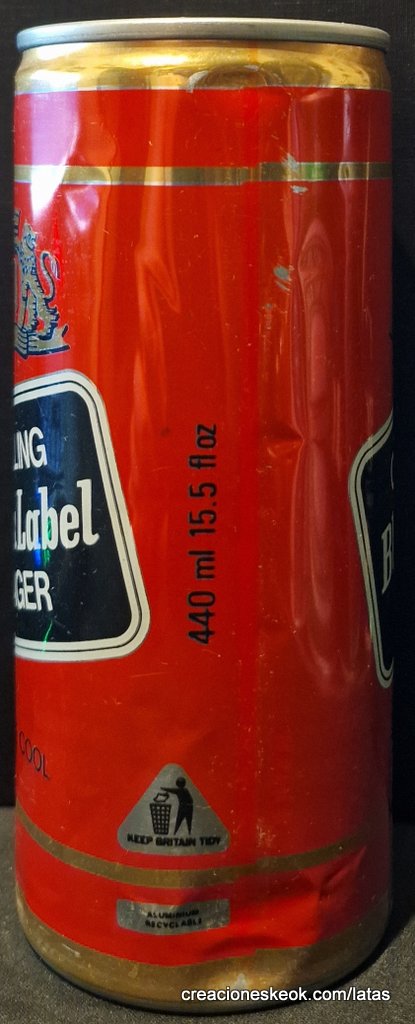 LING
Label
GER
COOL
440 ml 15.5 fl oz
B
KEEP BRITAIN TIDY
ALUMINIUM
RECYCLABLE
creacioneskeok.com/latas